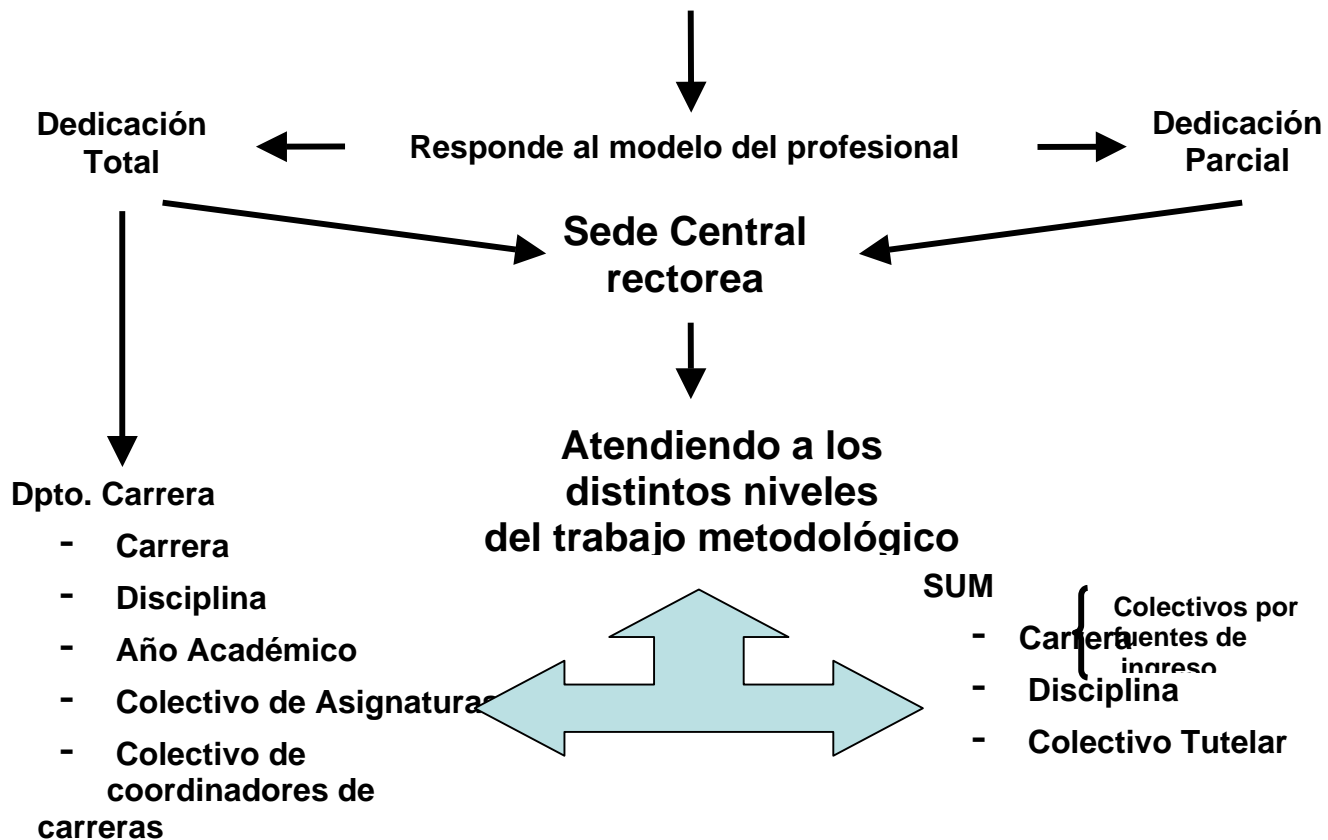 Dedicación
Total
Responde al modelo del profesional
Dedicación
Parcial
Sede Central
rectorea
Atendiendo a los
distintos niveles
del trabajo metodológico
Dpto. Carrera
- Carrera
- Disciplina
- Año Académico
- Colectivo de Asignaturas
- Colectivo de
coordinadores de
carreras
SUM
- Carrera
Colectivos por
fuentes de
ingreso
- Disciplina
- Colectivo Tutelar